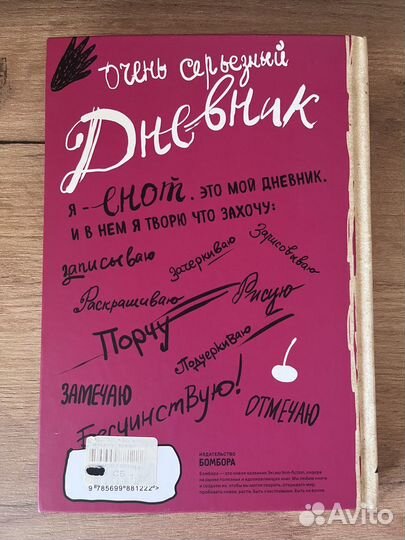 Очень серьезный
Дневник
Я - енот. Это мой дневник.
И в нем я творю что захочу:
записываю
Зачеркиваю
Зарисовываю
Раскрашиваю
Рисую
Порчу
Подчеркиваю
ЗАМЕЧАЮ
Бесчинствую!
ОТМЕЧАЮ
ИЗДАТЕЛЬСТВО
БОМБОРА
9 785699 881222 >
Avito